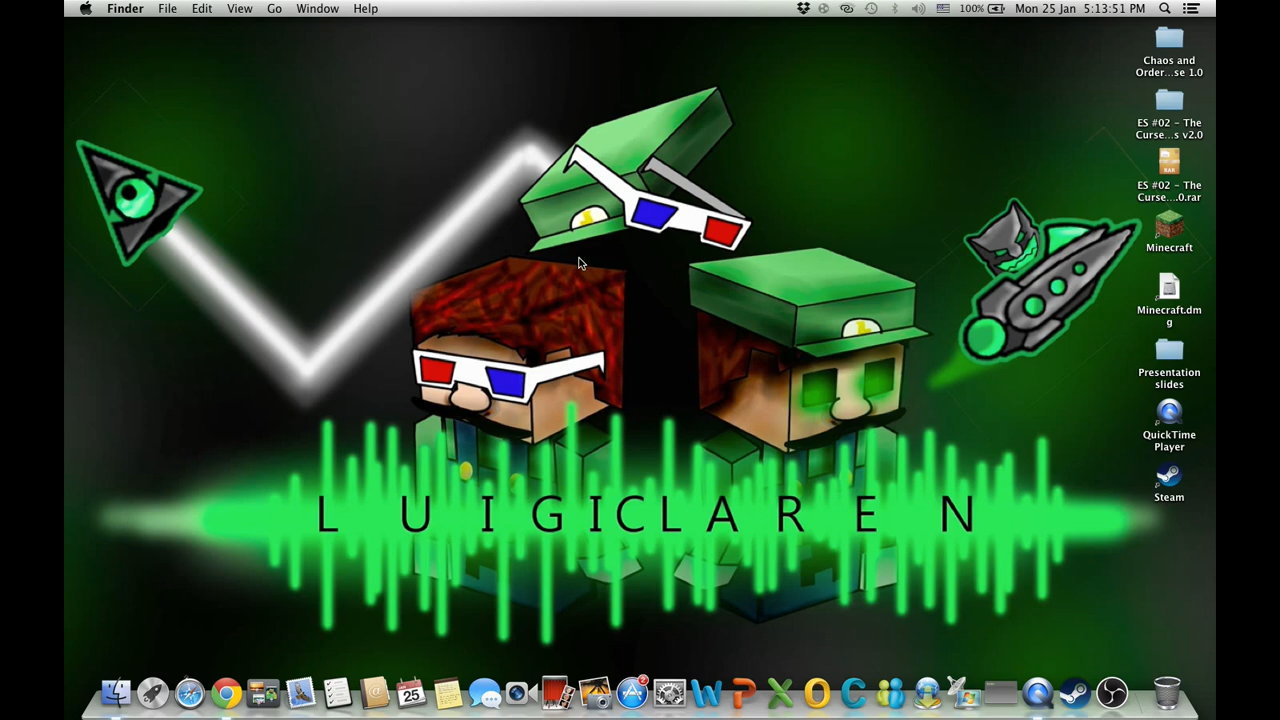 Finder File Edit View Go Window Help 100% Mon 25 Jan 5:13:51 PM
Chaos and
Order...se 1.0
ES #02 - The
Curse...s v2.0
ES #02 - The
Curse...0.rar
Minecraft
Minecraft.dm
g
Presentation
slides
QuickTime
Player
Steam
L U I G I C L A R E N